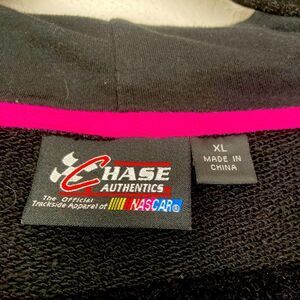 CHASE
AUTHENTICS
The Official
Trackside Apparel of NASCAR®
XL
MADE IN
CHINA